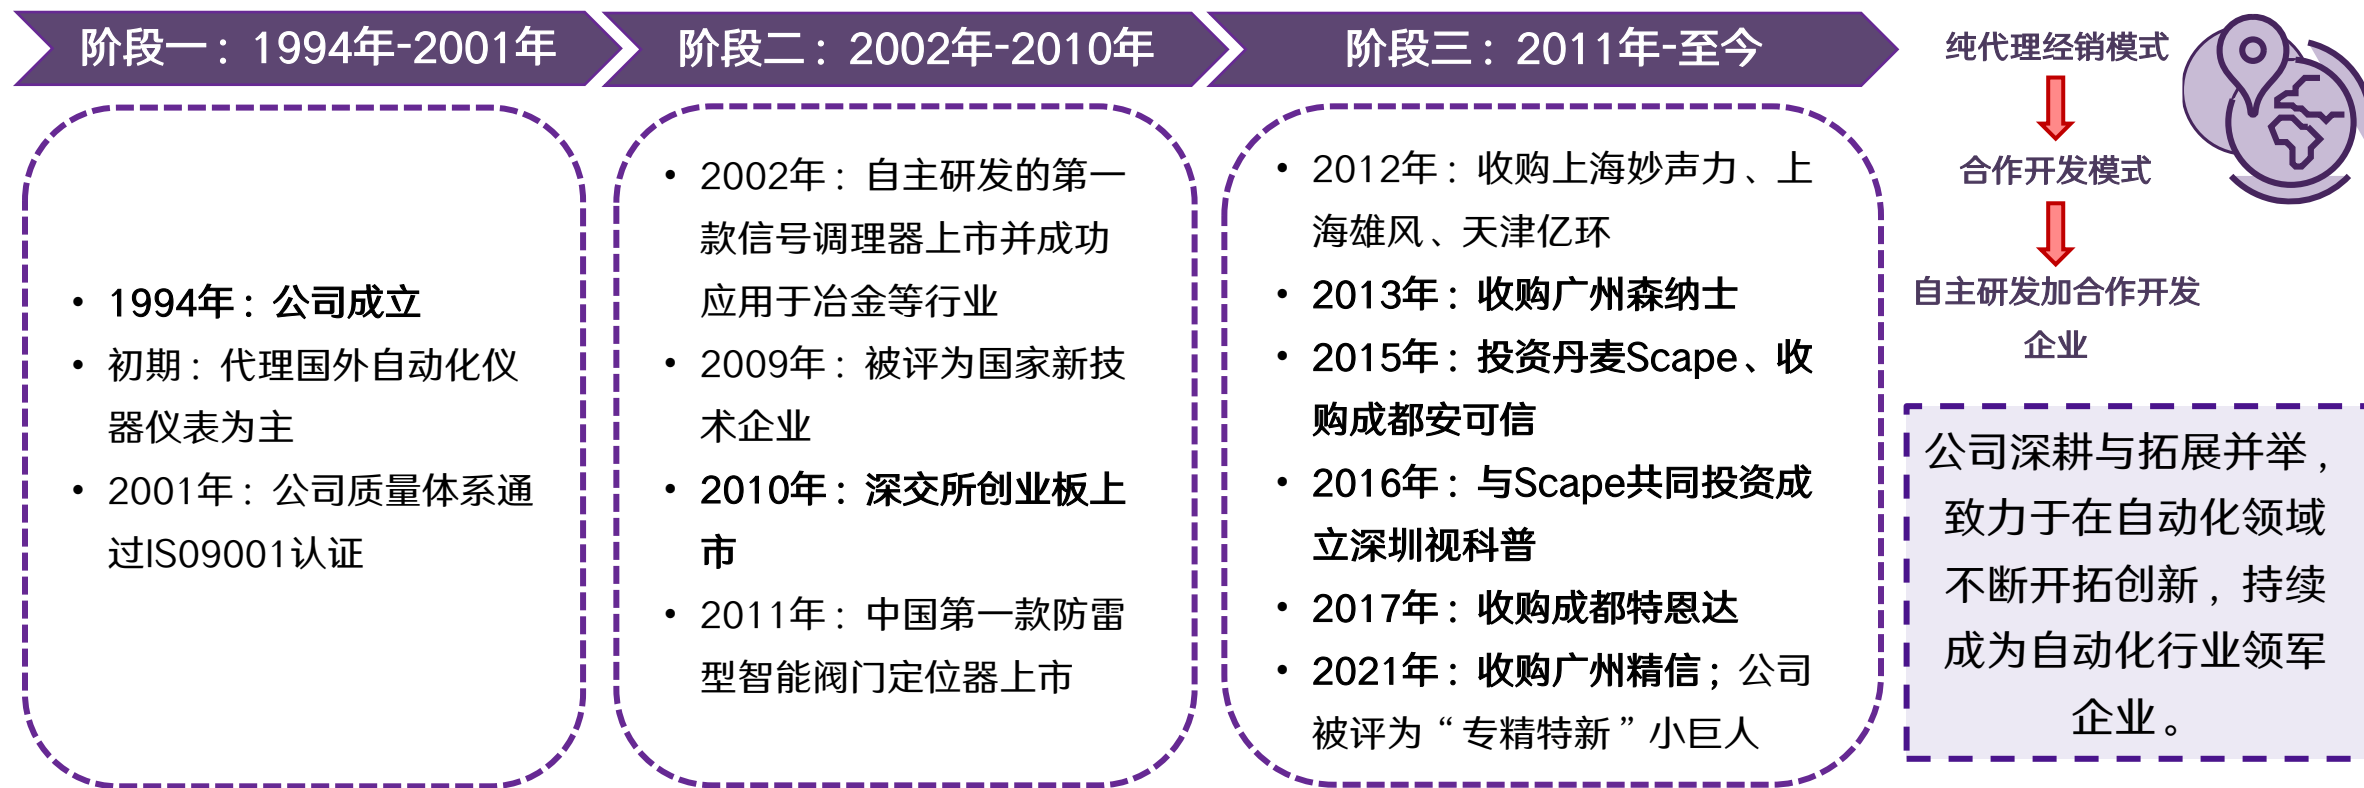 阶段一：1994年-2001年
• 1994年：公司成立
• 初期：代理国外自动化仪
器仪表为主
• 2001年：公司质量体系通
过IS09001认证
阶段二：2002年-2010年
• 2002年：自主研发的第一
款信号调理器上市并成功
应用于冶金等行业
• 2009年：被评为国家新技
术企业
• 2010年：深交所创业板上
市
• 2011年：中国第一款防雷
型智能阀门定位器上市
阶段三：2011年-至今
• 2012年：收购上海妙声力、上
海雄风、天津亿环
• 2013年：收购广州森纳士
• 2015年：投资丹麦Scape、收
购成都安可信
• 2016年：与Scape共同投资成
立深圳视科普
• 2017年：收购成都特恩达
• 2021年：收购广州精信；公司
被评为“专精特新”小巨人
纯代理经销模式
合作开发模式
自主研发加合作开发
企业
公司深耕与拓展并举，
致力于在自动化领域
不断开拓创新，持续
成为自动化行业领军
企业。